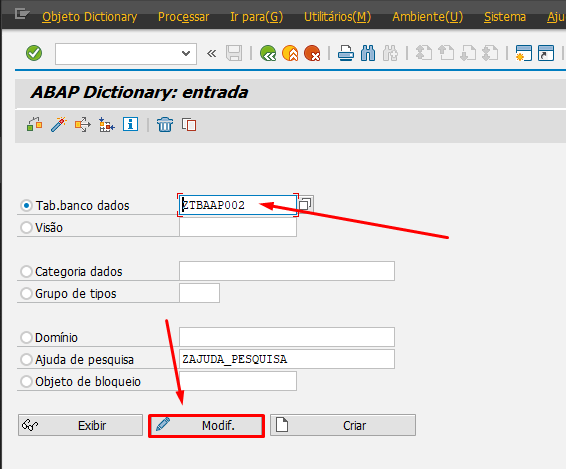 Objeto Dictionary Processar Ir para(G) Utilitários(M) Ambiente(U) Sistema Aju
ABAP Dictionary: entrada
Tab.banco dados ZTBAAP002
Visão
Categoria dados
Grupo de tipos
Domínio
Ajuda de pesquisa ZAJUDA_PESQUISA
Objeto de bloqueio
Exibir Modif. Criar